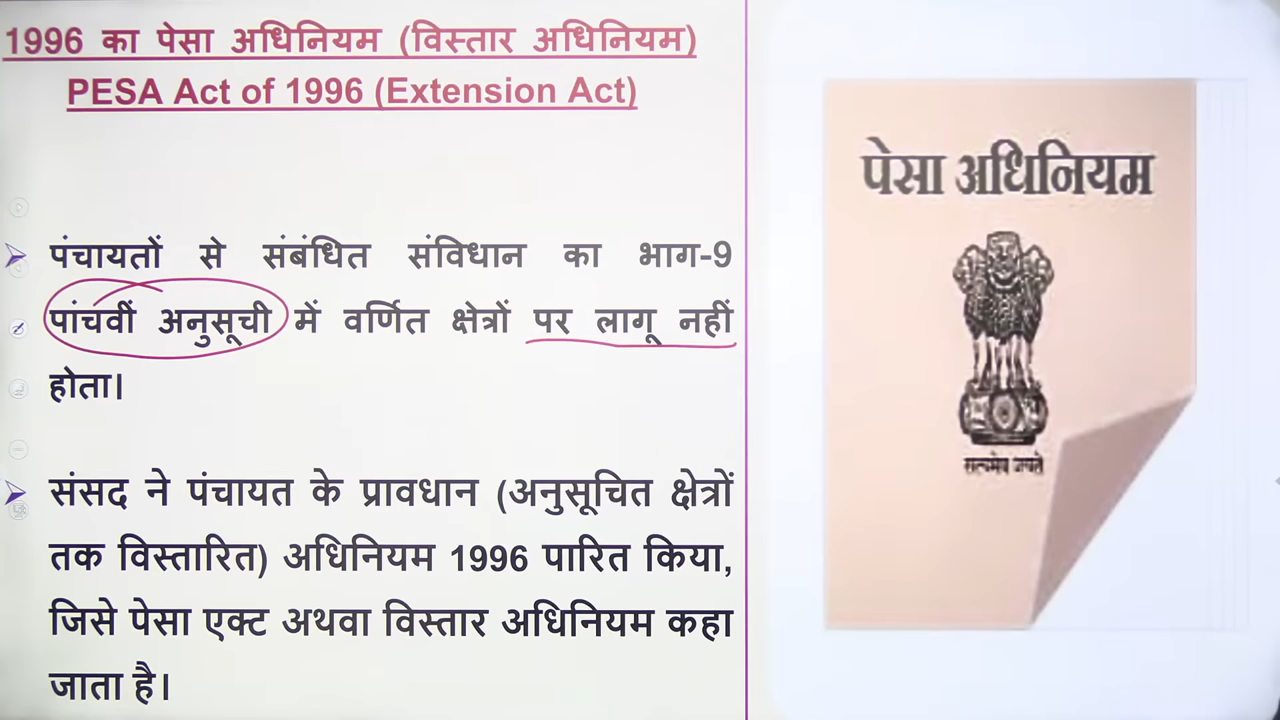 1996 का पेसा अधिनियम (विस्तार अधिनियम)
PESA Act of 1996 (Extension Act)
पंचायतों से संबंधित संविधान का भाग-9
पांचवीं अनुसूची में वर्णित क्षेत्रों पर लागू नहीं
होता।
संसद ने पंचायत के प्रावधान (अनुसूचित क्षेत्रों
तक विस्तारित) अधिनियम 1996 पारित किया,
जिसे पेसा एक्ट अथवा विस्तार अधिनियम कहा
जाता है।
पेसा अधिनियम
सत्यमेव जयते